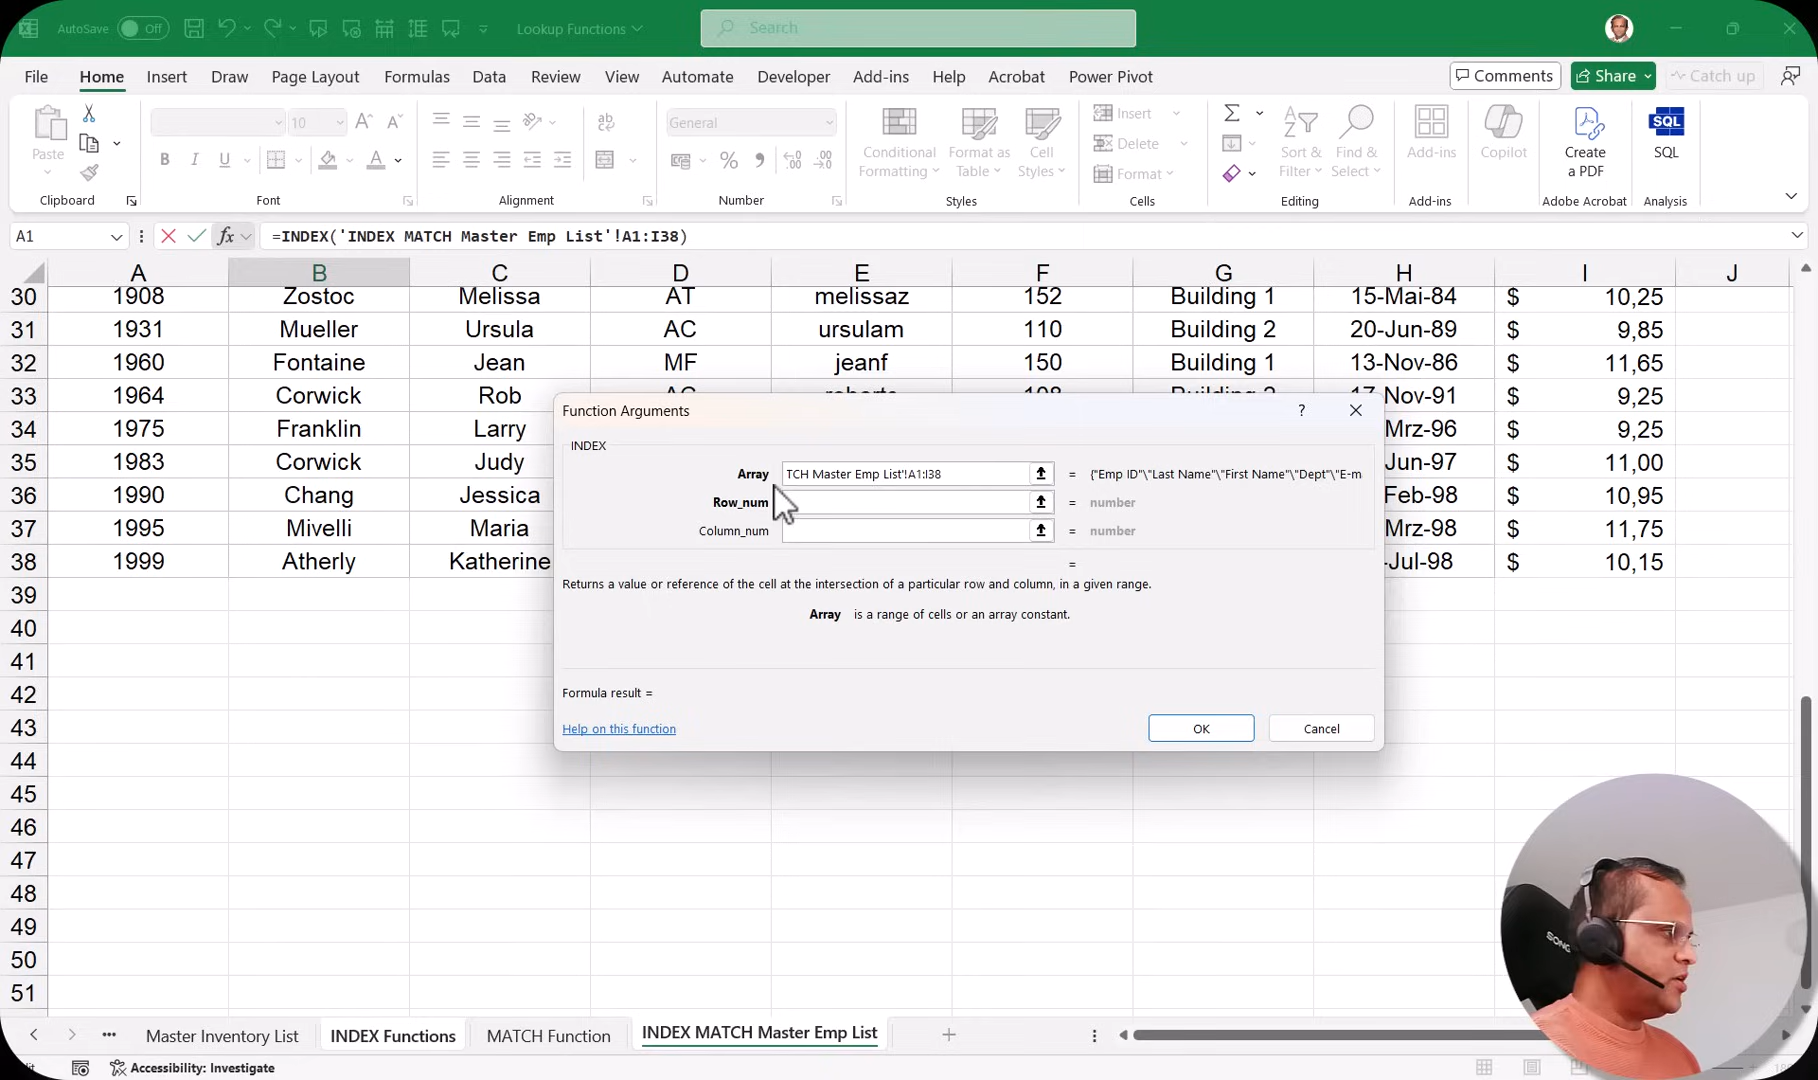 AutoSave Off Lookup Functions Search
File Home Insert Draw Page Layout Formulas Data Review View Automate Developer Add-ins Help Acrobat Power Pivot Comments Share Catch up
Paste 10 General Conditional Formatting Format as Table Cell Styles Insert Delete Format Sort & Filter Find & Select Add-ins Copilot Create a PDF SQL SQL
Clipboard Font Alignment Number Styles Cells Editing Add-ins Adobe Acrobat Analysis
A1 fx =INDEX('INDEX MATCH Master Emp List'!A1:I38)
A B C D E F G H I J
30 1908 Zostoc Melissa AT melissaz 152 Building 1 15-Mai-84 $ 10,25
31 1931 Mueller Ursula AC ursulam 110 Building 2 20-Jun-89 $ 9,85
32 1960 Fontaine Jean MF jeanf 150 Building 1 13-Nov-86 $ 11,65
33 1964 Corwick Rob $ 9,25
34 1975 Franklin Larry Mrz-96 $ 9,25
35 1983 Corwick Judy Jun-97 $ 11,00
36 1990 Chang Jessica Feb-98 $ 10,95
37 1995 Mivelli Maria Mrz-98 $ 11,75
38 1999 Atherly Katherine -Jul-98 $ 10,15
39
40
41
42
43
44
45
46
47
48
49
50
51
Function Arguments ?
INDEX
Array TCH Master Emp List'!A1:I38 = {"Emp ID"\"Last Name"\"First Name"\"Dept"\"E-m
Row_num = number
Column_num = number
=
Returns a value or reference of the cell at the intersection of a particular row and column, in a given range.
Array is a range of cells or an array constant.
Formula result =
Help on this function OK Cancel
SONG
Master Inventory List INDEX Functions MATCH Function INDEX MATCH Master Emp List
Accessibility: Investigate